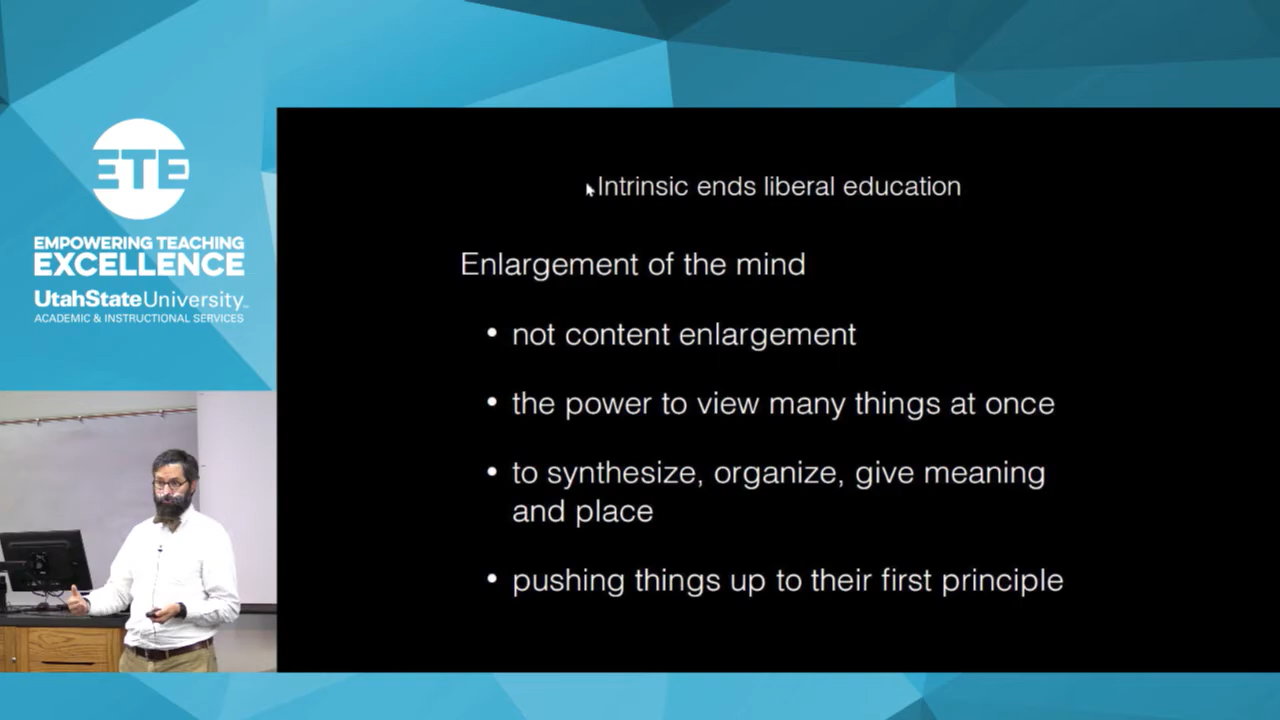 ETE
EMPOWERING TEACHING
EXCELLENCE
UtahStateUniversity
ACADEMIC & INSTRUCTIONAL SERVICES
Intrinsic ends liberal education
Enlargement of the mind
• not content enlargement
• the power to view many things at once
• to synthesize, organize, give meaning
and place
• pushing things up to their first principle